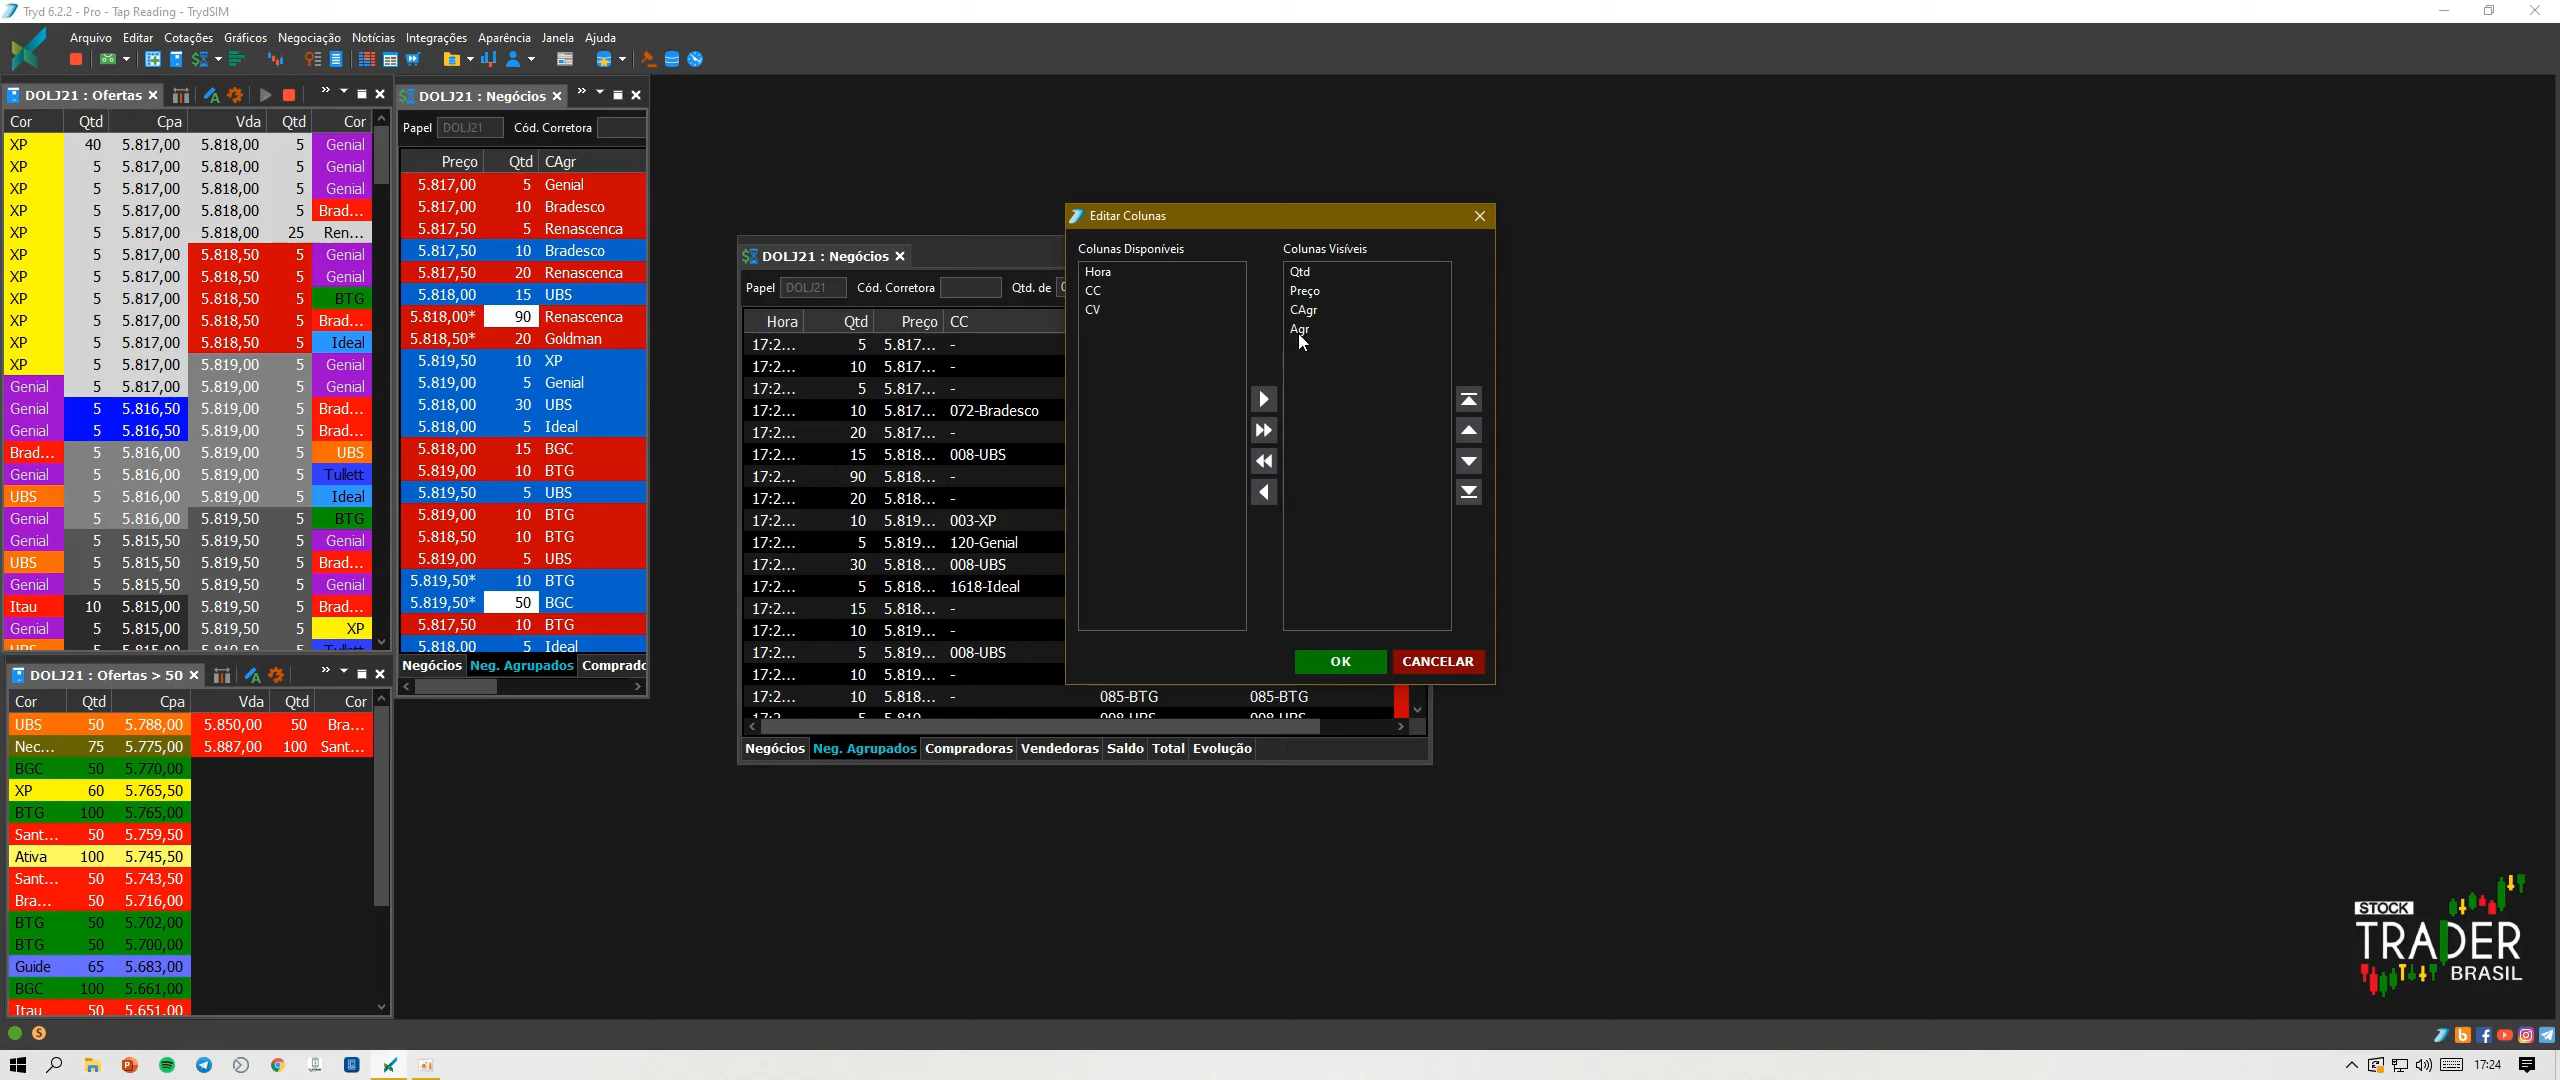 Tryd 6.2.2 - Pro - Tap Reading - TrydSIM
Arquivo Editar Cotações Gráficos Negociação Notícias Integrações Aparência Janela Ajuda
DOLJ21 : Ofertas
Cor Qtd Cpa Vda Qtd Cor
XP 40 5.817,00 5.818,00 5 Genial
XP 5 5.817,00 5.818,00 5 Genial
XP 5 5.817,00 5.818,00 5 Genial
XP 5 5.817,00 5.818,00 5 Brad...
XP 5 5.817,00 5.818,00 25 Ren...
XP 5 5.817,00 5.818,50 5 Genial
XP 5 5.817,00 5.818,50 5 Genial
XP 5 5.817,00 5.818,50 5 BTG
XP 5 5.817,00 5.818,50 5 Brad...
XP 5 5.817,00 5.818,50 5 Ideal
XP 5 5.817,00 5.819,00 5 Genial
Genial 5 5.817,00 5.819,00 5 Genial
Genial 5 5.816,50 5.819,00 5 Brad...
Genial 5 5.816,50 5.819,00 5 Brad...
Brad... 5 5.816,00 5.819,00 5 UBS
Genial 5 5.816,00 5.819,00 5 Tullett
UBS 5 5.816,00 5.819,00 5 Ideal
Genial 5 5.816,00 5.819,50 5 BTG
Genial 5 5.815,50 5.819,50 5 Genial
UBS 5 5.815,50 5.819,50 5 Brad...
Genial 5 5.815,50 5.819,50 5 Genial
Itau 10 5.815,00 5.819,50 5 Brad...
Genial 5 5.815,00 5.819,50 5 XP
DOLJ21 : Ofertas > 50
Cor Qtd Cpa Vda Qtd Cor
UBS 50 5.788,00 5.850,00 50 Bra...
Nec... 75 5.775,00 5.887,00 100 Sant...
BGC 50 5.770,00
XP 60 5.765,50
BTG 100 5.765,00
Sant... 50 5.759,50
Ativa 100 5.745,50
Sant... 50 5.743,50
Bra... 50 5.716,00
BTG 50 5.702,00
BTG 50 5.700,00
Guide 65 5.683,00
BGC 100 5.661,00
Itau 50 5.651,00
DOLJ21 : Negócios
Papel DOLJ21 Cód. Corretora
Preço Qtd CAgr
5.817,00 5 Genial
5.817,00 10 Bradesco
5.817,50 5 Renascenca
5.817,50 10 Bradesco
5.817,50 20 Renascenca
5.818,00 15 UBS
5.818,00* 90 Renascenca
5.818,50* 20 Goldman
5.819,50 10 XP
5.819,00 5 Genial
5.818,00 30 UBS
5.818,00 5 Ideal
5.818,00 15 BGC
5.819,00 10 BTG
5.819,50 5 UBS
5.819,00 10 BTG
5.818,50 10 BTG
5.819,00 5 UBS
5.819,50* 10 BTG
5.819,50* 50 BGC
5.817,50 10 BTG
5.818,00 5 Ideal
Negócios Neg. Agrupados Comprado
DOLJ21 : Negócios
Papel DOLJ21 Cód. Corretora Qtd. de
Hora Qtd Preço CC
17:2... 5 5.817... -
17:2... 10 5.817... -
17:2... 5 5.817... -
17:2... 10 5.817... 072-Bradesco
17:2... 20 5.817... -
17:2... 15 5.818... 008-UBS
17:2... 90 5.818... -
17:2... 20 5.818... -
17:2... 10 5.819... 003-XP
17:2... 5 5.819... 120-Genial
17:2... 30 5.818... 008-UBS
17:2... 5 5.818... 1618-Ideal
17:2... 15 5.818... -
17:2... 10 5.819... -
17:2... 5 5.819... 008-UBS
17:2... 10 5.819... -
17:2... 10 5.818... - 085-BTG 085-BTG
Negócios Neg. Agrupados Compradoras Vendedoras Saldo Total Evolução
Editar Colunas
Colunas Disponíveis
Hora
CC
CV
Colunas Visíveis
Qtd
Preço
CAgr
Agr
OK CANCELAR
STOCK
TRADER
BRASIL
17:24